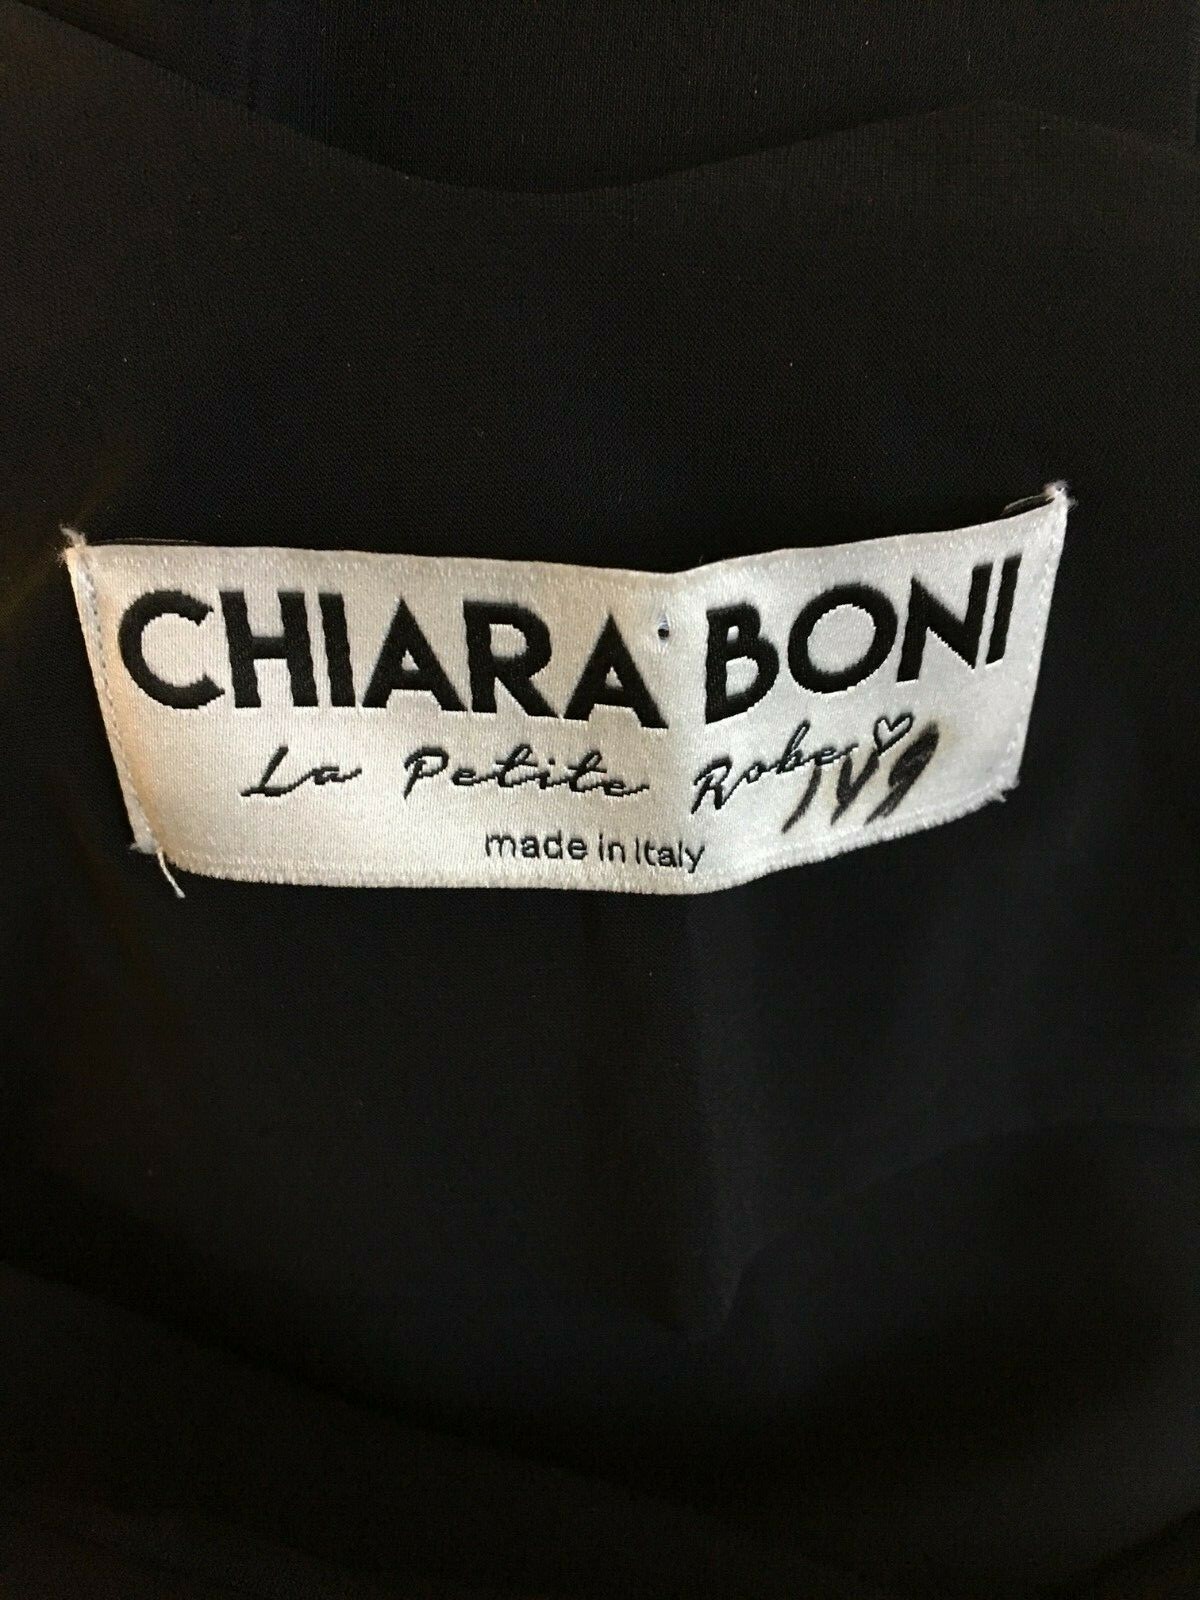 CHIARA BONI
La Petite Robe
made in Italy